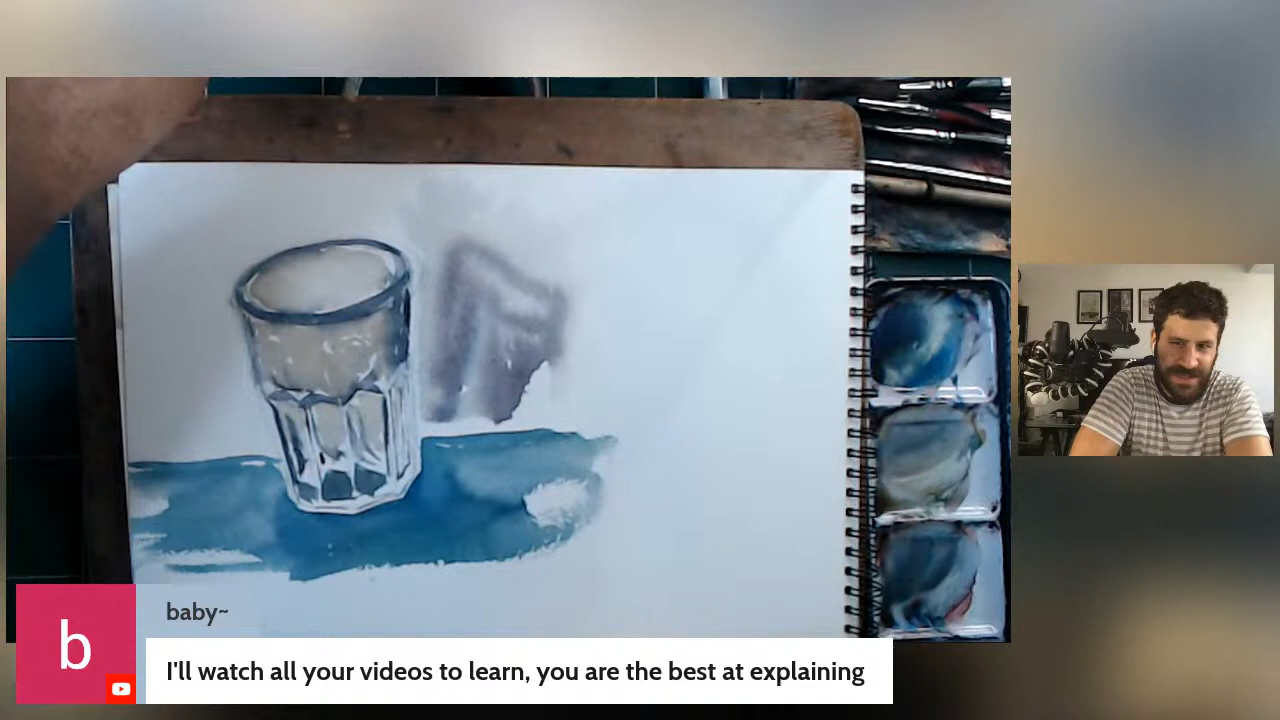 b
baby~
I'll watch all your videos to learn, you are the best at explaining